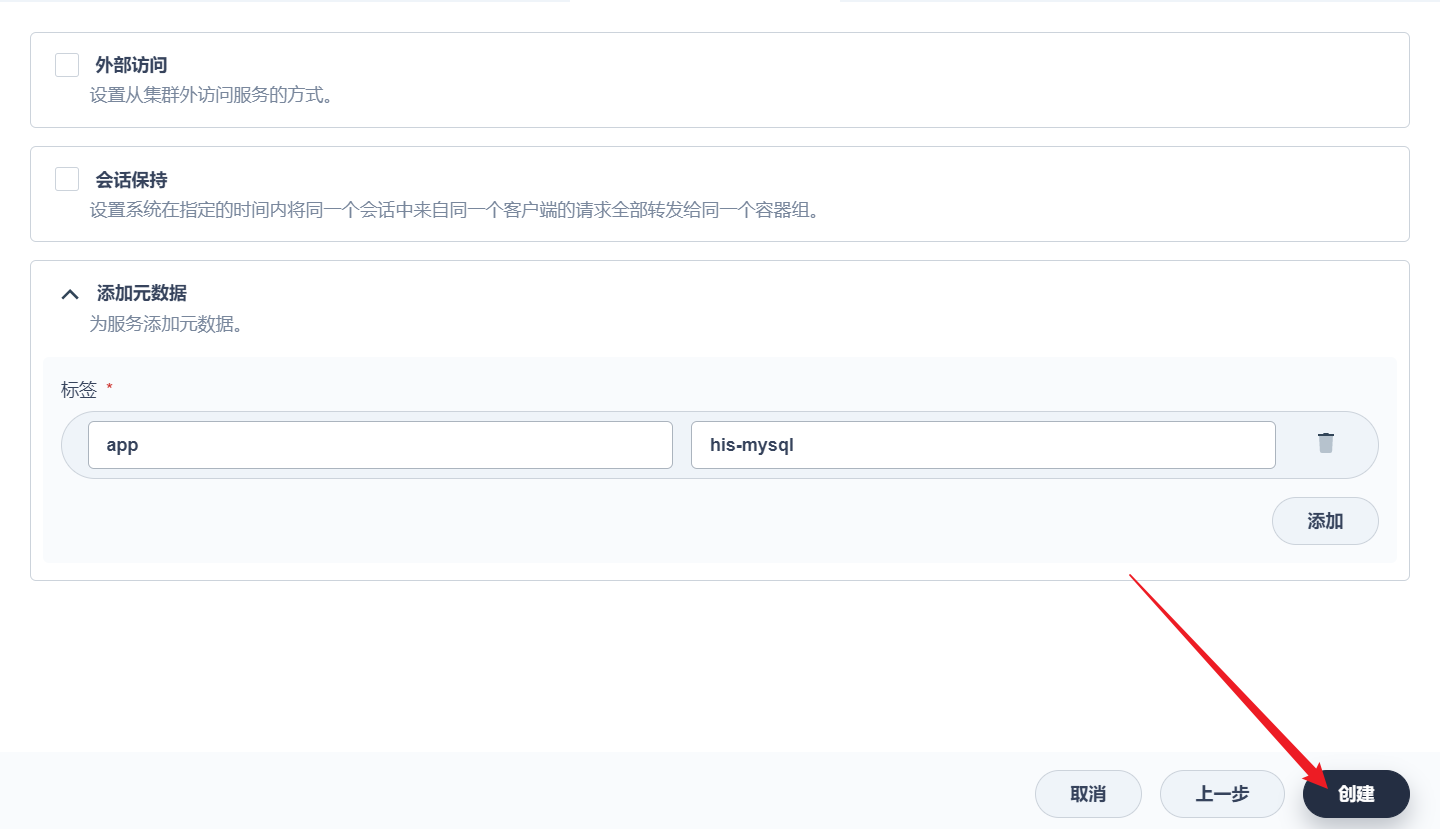 外部访问
设置从集群外访问服务的方式。
会话保持
设置系统在指定的时间内将同一个会话中来自同一个客户端的请求全部转发给同一个容器组。
添加元数据
为服务添加元数据。
标签 *
app his-mysql
添加
取消 上一步 创建